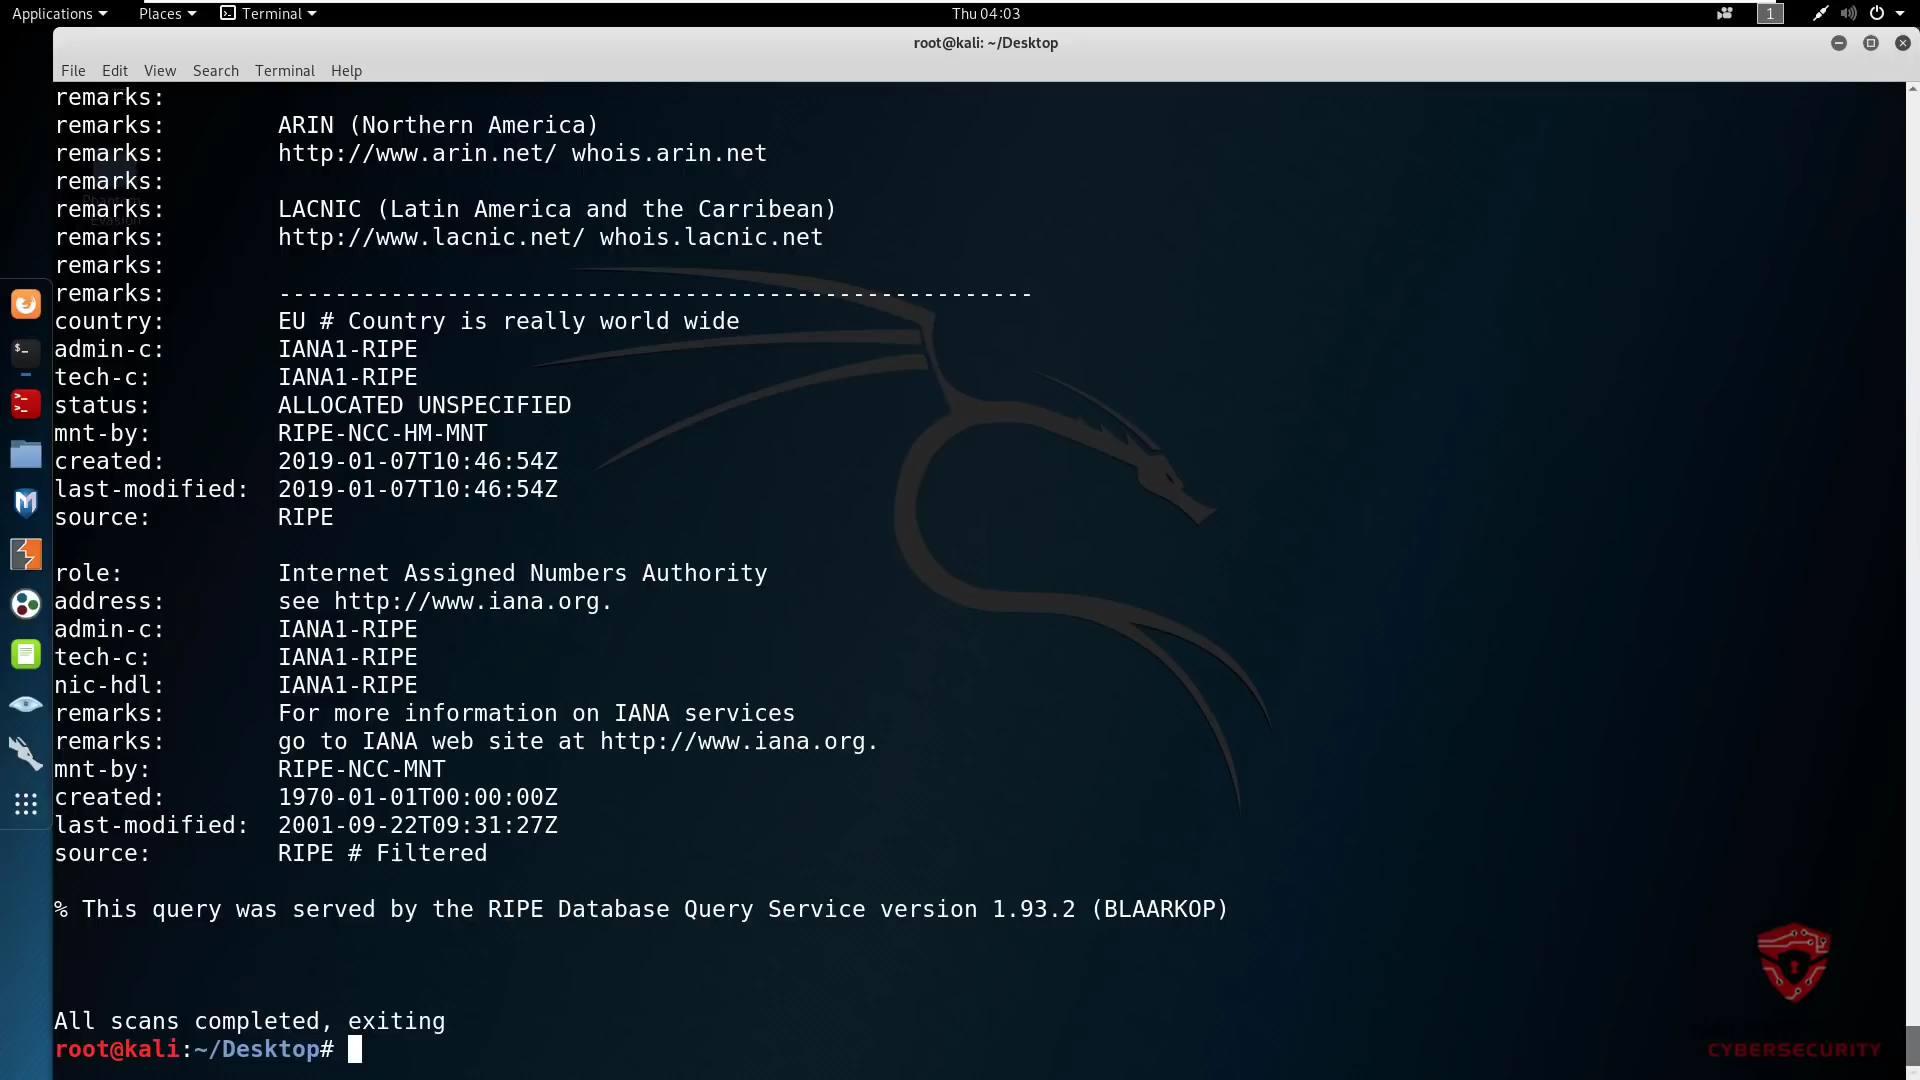 Applications Places Terminal Thu 04:03 1
root@kali: ~/Desktop
File Edit View Search Terminal Help
remarks:
remarks: ARIN (Northern America)
remarks: http://www.arin.net/ whois.arin.net
remarks:
remarks: LACNIC (Latin America and the Carribean)
remarks: http://www.lacnic.net/ whois.lacnic.net
remarks:
remarks: ------------------------------------------------------
country: EU # Country is really world wide
admin-c: IANA1-RIPE
tech-c: IANA1-RIPE
status: ALLOCATED UNSPECIFIED
mnt-by: RIPE-NCC-HM-MNT
created: 2019-01-07T10:46:54Z
last-modified: 2019-01-07T10:46:54Z
source: RIPE
role: Internet Assigned Numbers Authority
address: see http://www.iana.org.
admin-c: IANA1-RIPE
tech-c: IANA1-RIPE
nic-hdl: IANA1-RIPE
remarks: For more information on IANA services
remarks: go to IANA web site at http://www.iana.org.
mnt-by: RIPE-NCC-MNT
created: 1970-01-01T00:00:00Z
last-modified: 2001-09-22T09:31:27Z
source: RIPE # Filtered
% This query was served by the RIPE Database Query Service version 1.93.2 (BLAARKOP)
All scans completed, exiting
root@kali:~/Desktop#
CYBERSECURITY